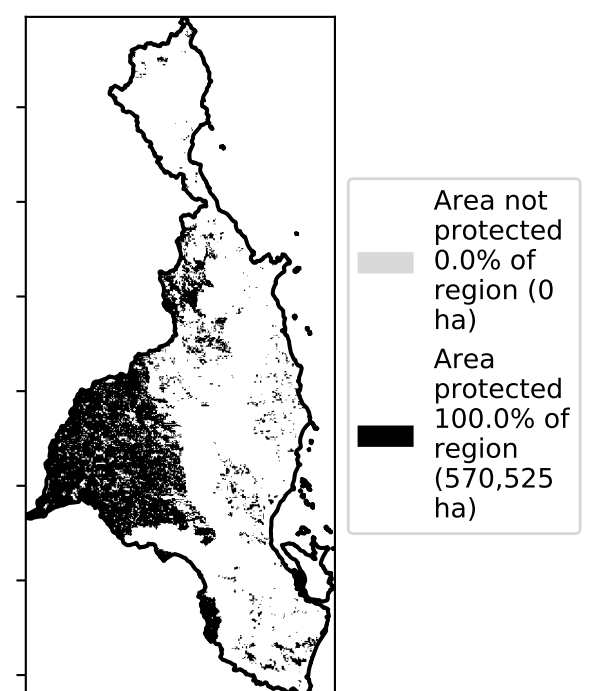 Area not
protected
0.0% of
region (0
ha)
Area
protected
100.0% of
region
(570,525
ha)